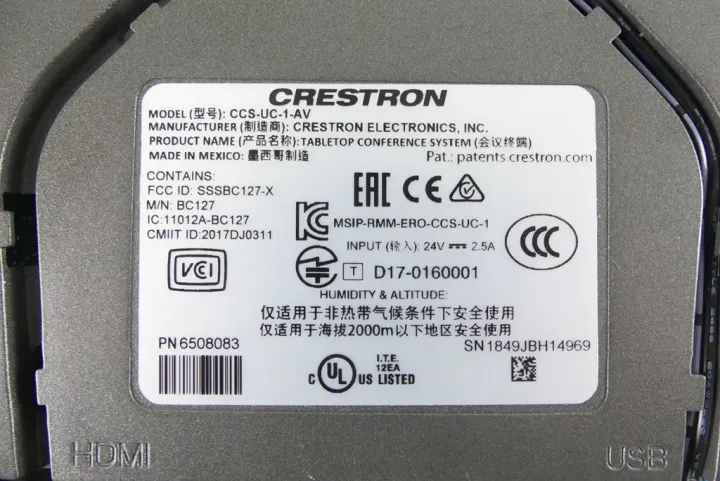 CRESTRON
MODEL (型号): CCS-UC-1-AV
MANUFACTURER (制造商): CRESTRON ELECTRONICS, INC.
PRODUCT NAME (产品名称): TABLETOP CONFERENCE SYSTEM (会议终端)
MADE IN MEXICO: 墨西哥制造
Pat.: patents.crestron.com
CONTAINS:
FCC ID: SSSBC127-X
M/N: BC127
IC:11012A-BC127
CMIIT ID:2017DJ0311
EAC CE
KC
MSIP-RMM-ERO-CCS-UC-1
INPUT (输入): 24V ⎓ 2.5A
CCC
VCCI
T D17-0160001
HUMIDITY & ALTITUDE:
仅适用于非热带气候条件下安全使用
仅适用于海拔2000m以下地区安全使用
PN 6508083
SN 1849JBH14969
I.T.E.
12EA
C UL US LISTED
HDMI
USB